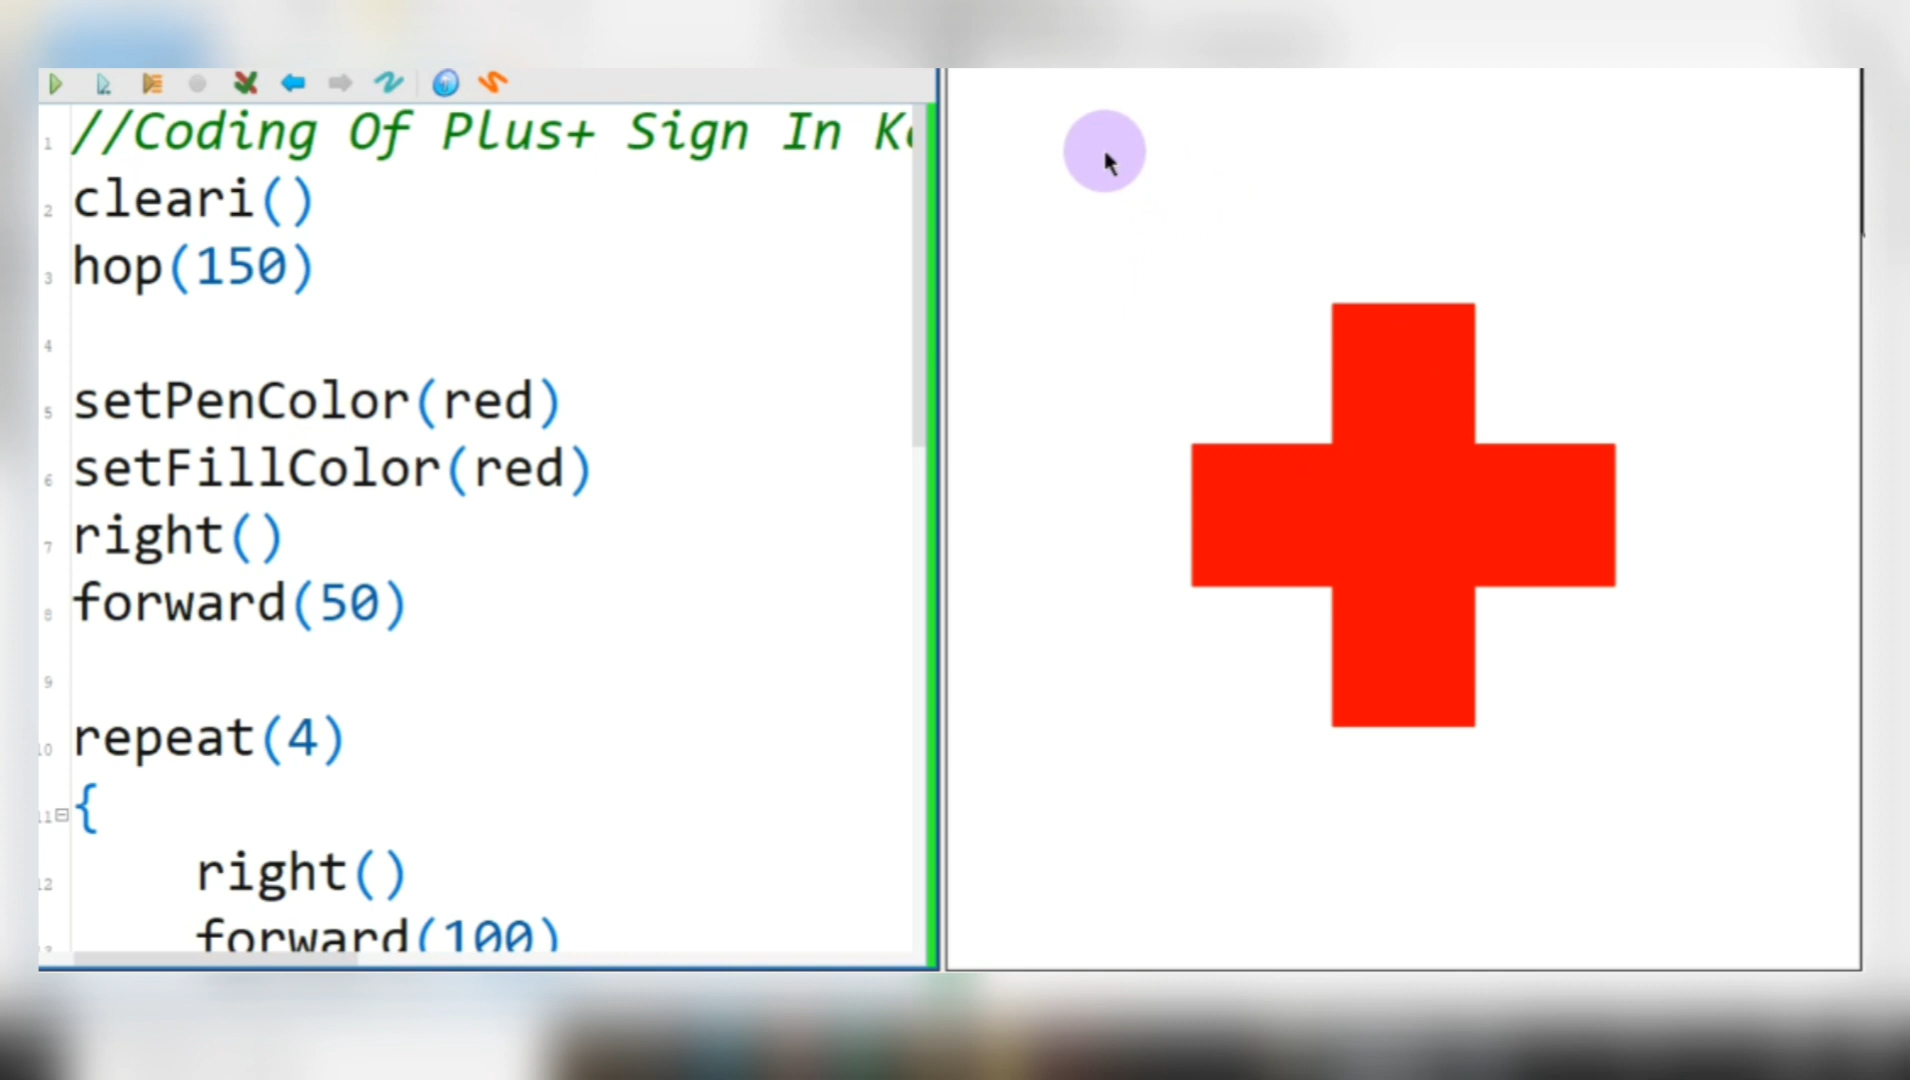 //Coding Of Plus+ Sign In
cleari()
hop(150)
setPenColor(red)
setFillColor(red)
right()
forward(50)
repeat(4)
{
right()
forward(100)